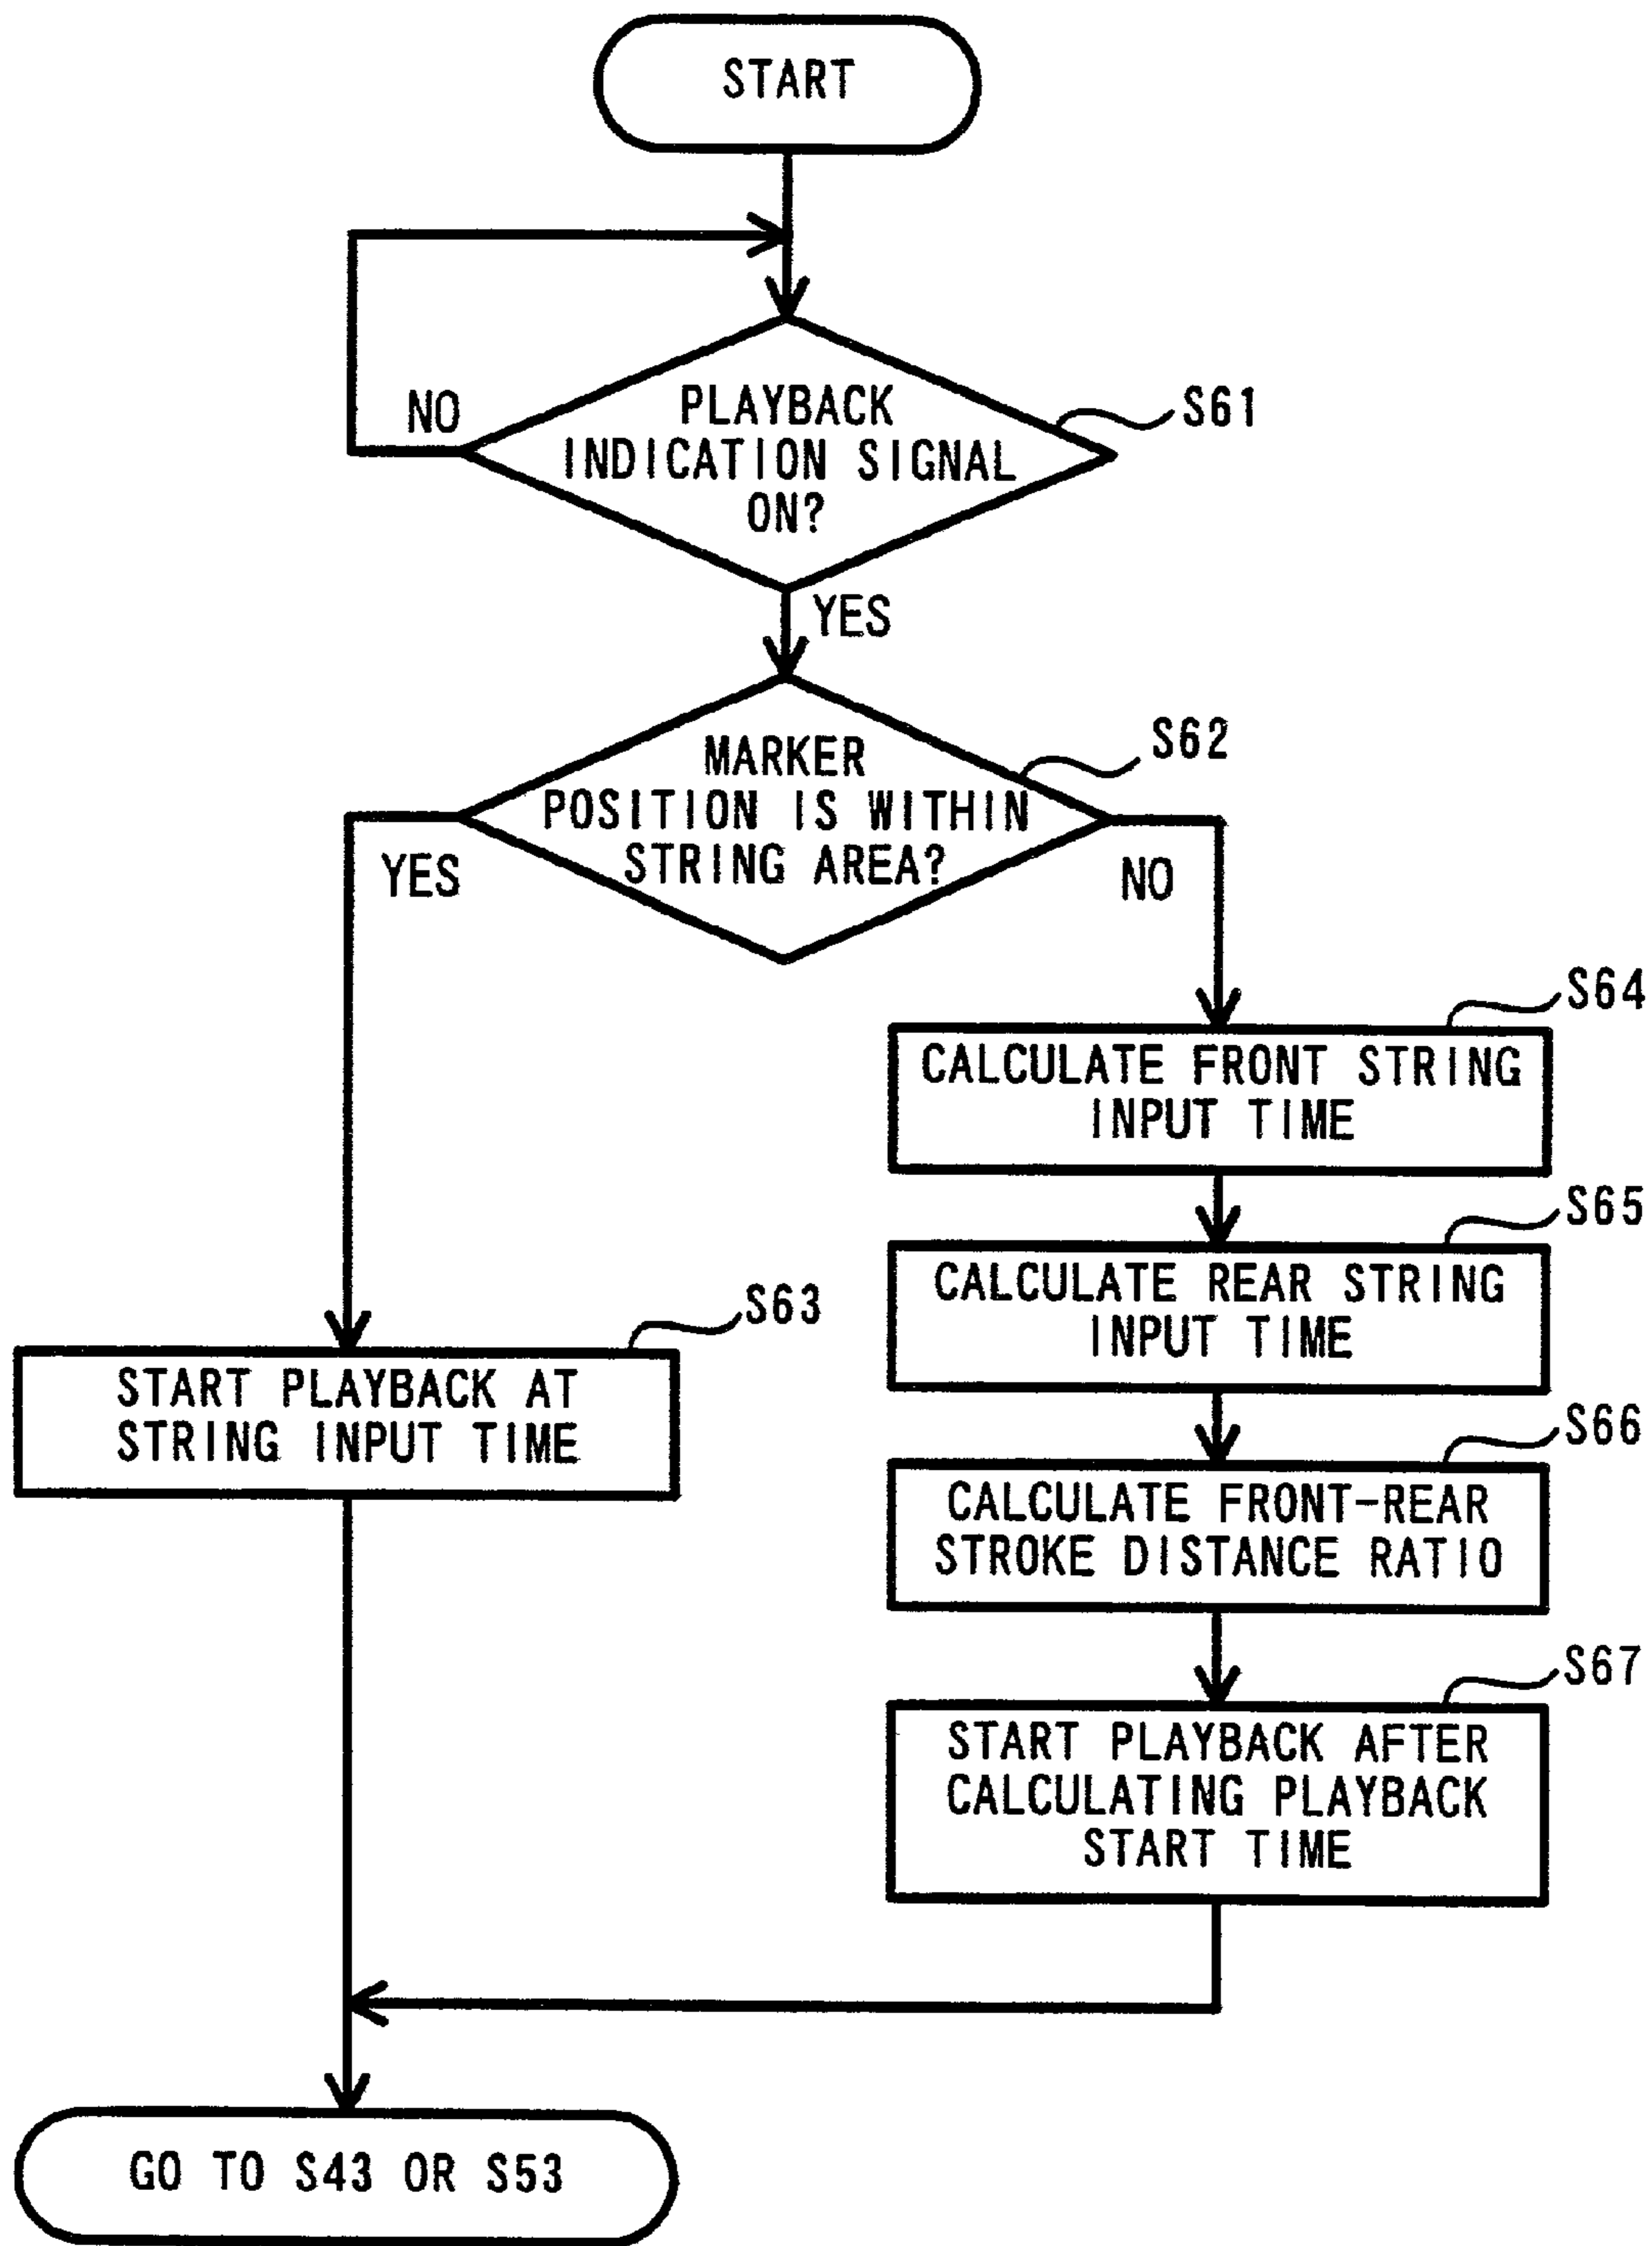 START
NO
PLAYBACK
INDICATION SIGNAL
ON?
S61
YES
MARKER
POSITION IS WITHIN
STRING AREA?
S62
YES
NO
S64
CALCULATE FRONT STRING
INPUT TIME
S65
CALCULATE REAR STRING
INPUT TIME
S63
START PLAYBACK AT
STRING INPUT TIME
S66
CALCULATE FRONT-REAR
STROKE DISTANCE RATIO
S67
START PLAYBACK AFTER
CALCULATING PLAYBACK
START TIME
GO TO S43 OR S53